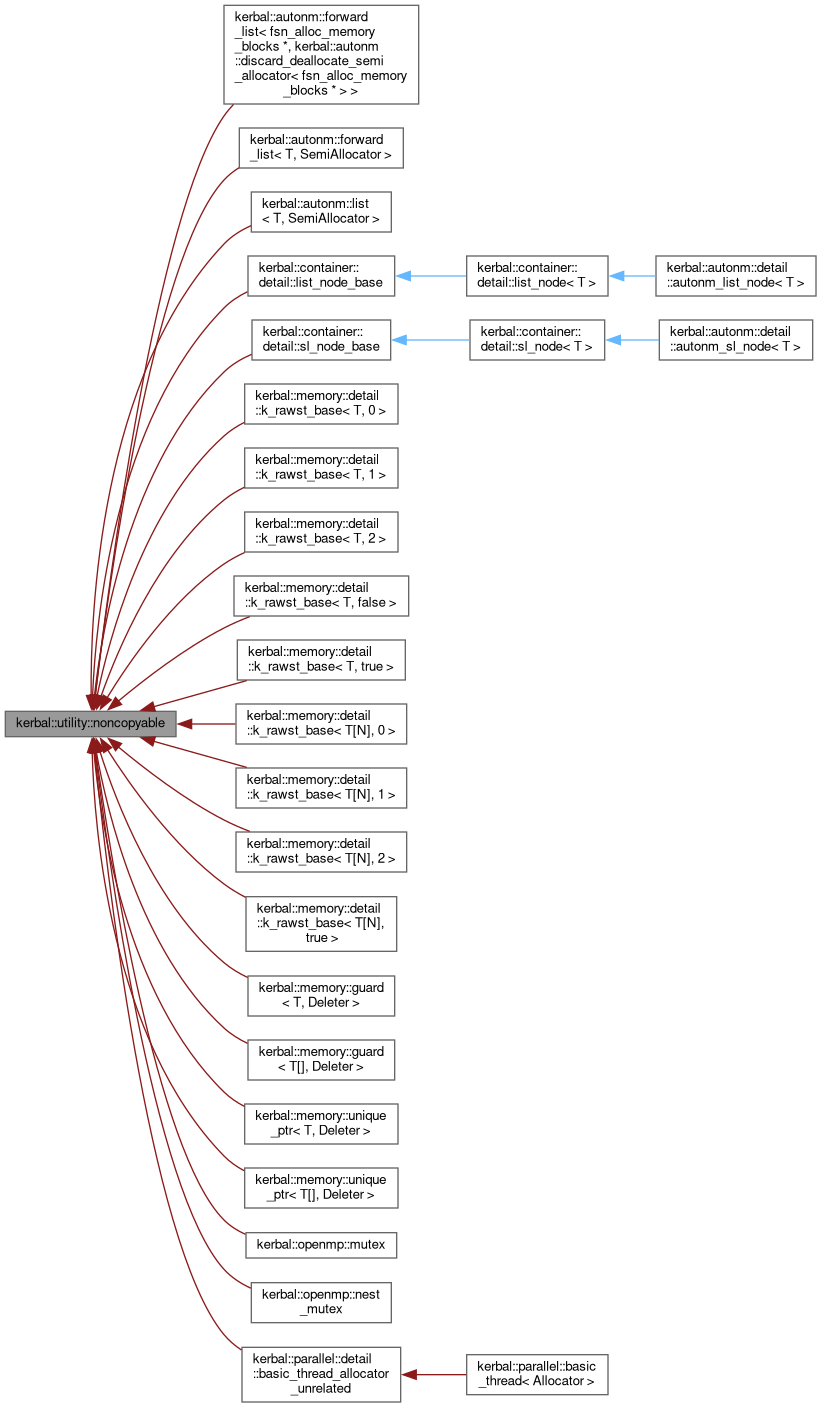 kerbal::autonm::forward
_list< fsn_alloc_memory
_blocks *, kerbal::autonm
::discard_deallocate_semi
_allocator< fsn_alloc_memory
_blocks * > >
kerbal::autonm::forward
_list< T, SemiAllocator >
kerbal::autonm::list
< T, SemiAllocator >
kerbal::container::
detail::list_node_base
kerbal::container::
detail::list_node< T >
kerbal::autonm::detail
::autonm_list_node< T >
kerbal::container::
detail::sl_node_base
kerbal::container::
detail::sl_node< T >
kerbal::autonm::detail
::autonm_sl_node< T >
kerbal::memory::detail
::k_rawst_base< T, 0 >
kerbal::memory::detail
::k_rawst_base< T, 1 >
kerbal::memory::detail
::k_rawst_base< T, 2 >
kerbal::memory::detail
::k_rawst_base< T, false >
kerbal::memory::detail
::k_rawst_base< T, true >
kerbal::utility::noncopyable
kerbal::memory::detail
::k_rawst_base< T[N], 0 >
kerbal::memory::detail
::k_rawst_base< T[N], 1 >
kerbal::memory::detail
::k_rawst_base< T[N], 2 >
kerbal::memory::detail
::k_rawst_base< T[N],
true >
kerbal::memory::guard
< T, Deleter >
kerbal::memory::guard
< T[], Deleter >
kerbal::memory::unique
_ptr< T, Deleter >
kerbal::memory::unique
_ptr< T[], Deleter >
kerbal::openmp::mutex
kerbal::openmp::nest
_mutex
kerbal::parallel::detail
::basic_thread_allocator
_unrelated
kerbal::parallel::basic
_thread< Allocator >